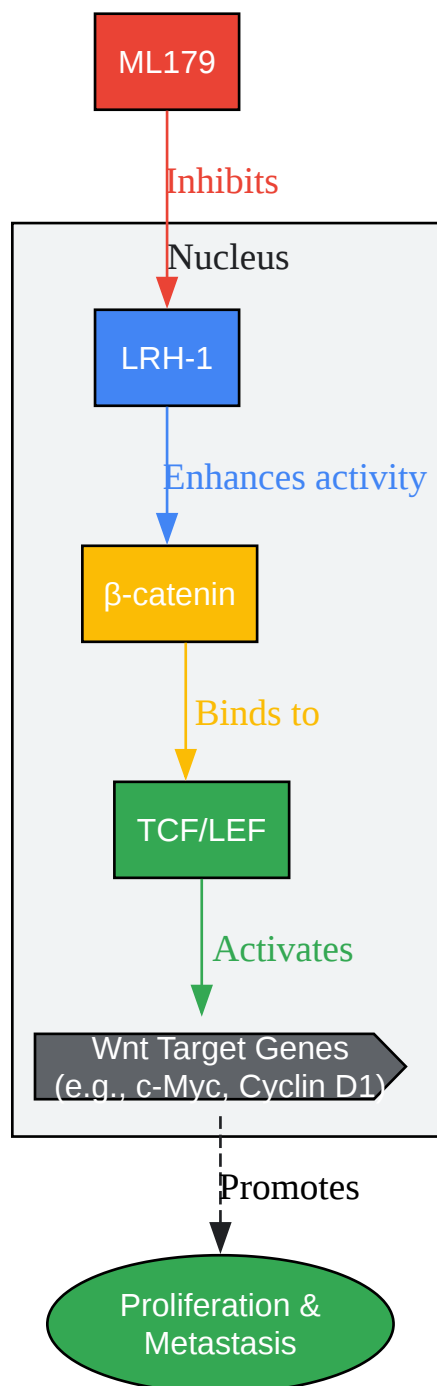 ML179
Inhibits
Nucleus
LRH-1
Enhances activity
β-catenin
Binds to
TCF/LEF
Activates
Wnt Target Genes
(e.g., c-Myc, Cyclin D1)
Promotes
Proliferation &
Metastasis